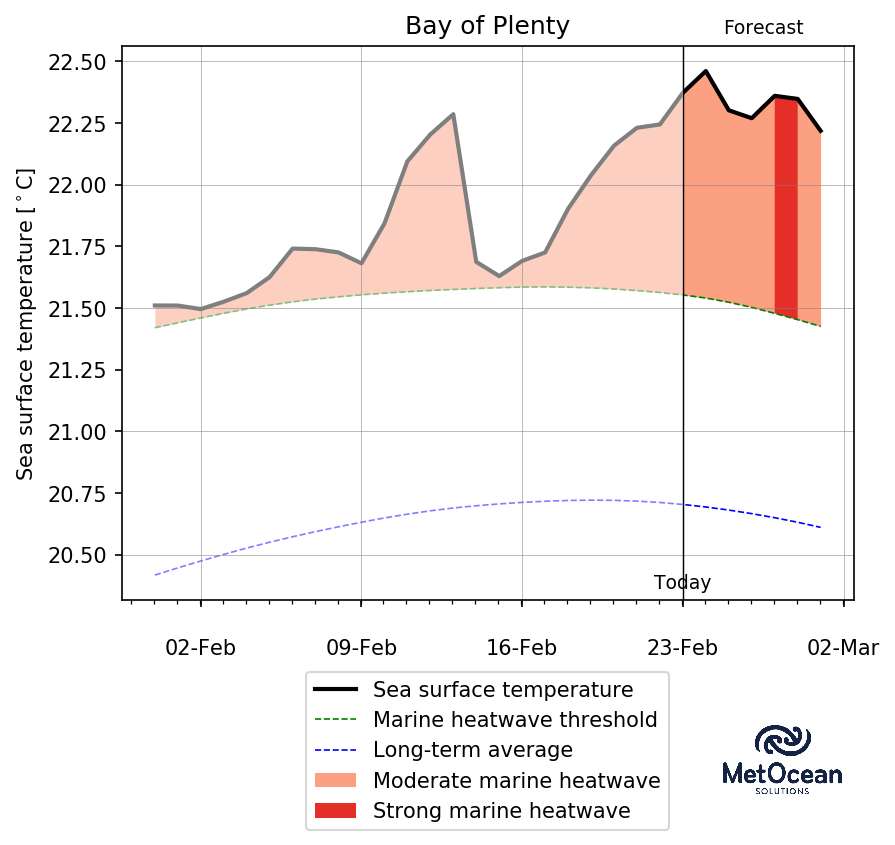 Bay of Plenty
Forecast
Sea surface temperature [°C]
22.50
22.25
22.00
21.75
21.50
21.25
21.00
20.75
20.50
Today
02-Feb
09-Feb
16-Feb
23-Feb
02-Mar
Sea surface temperature
Marine heatwave threshold
Long-term average
Moderate marine heatwave
Strong marine heatwave
MetOcean
SOLUTIONS